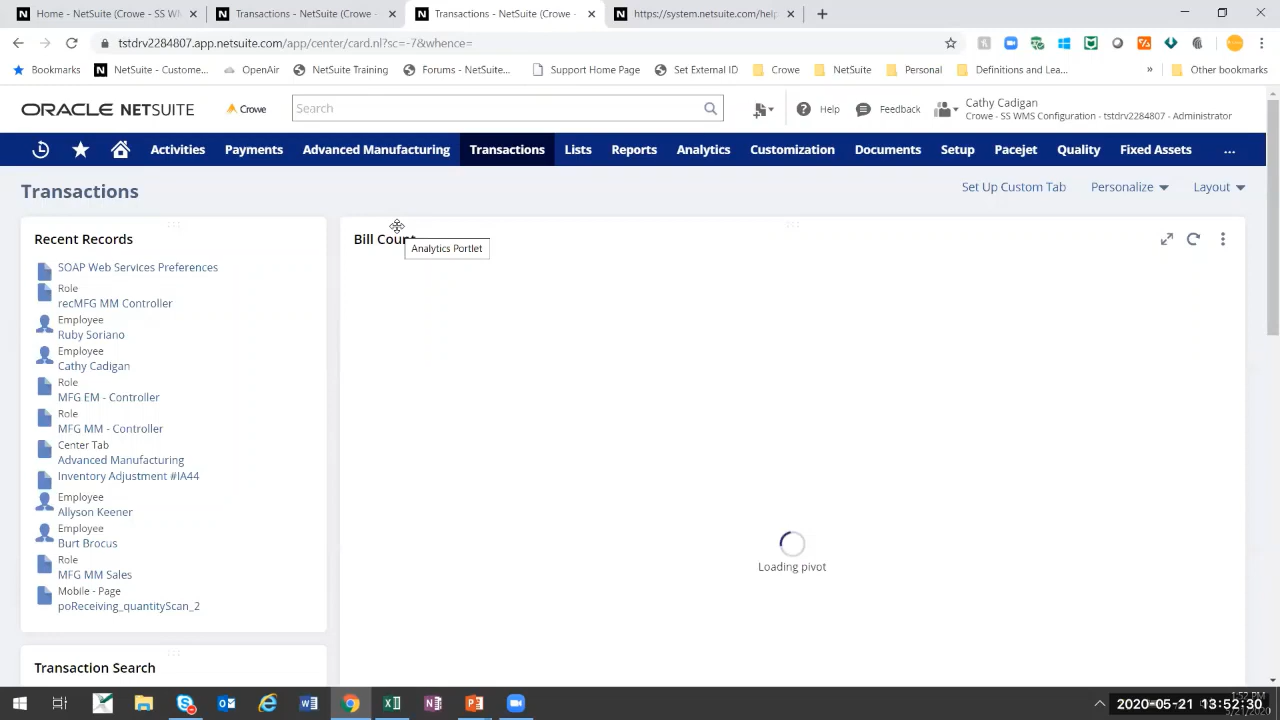 Home - NetSuite (Crowe - SS WM
Transactions - NetSuite (Crowe -
Transactions - NetSuite (Crowe -
https://system.netsuite.com/help
tstdrv2284807.app.netsuite.com/app/center/card.nl?sc=-7&whence=
Bookmarks
NetSuite - Custome...
OpenAir
NetSuite Training
Forums - NetSuite...
Support Home Page
Set External ID
Crowe
NetSuite
Personal
Definitions and Lea...
Other bookmarks
ORACLE NETSUITE
Crowe
Search
Help
Feedback
Cathy Cadigan
Crowe - SS WMS Configuration - tstdrv2284807 - Administrator
Activities
Payments
Advanced Manufacturing
Transactions
Lists
Reports
Analytics
Customization
Documents
Setup
Pacejet
Quality
Fixed Assets
...
Transactions
Set Up Custom Tab
Personalize
Layout
Recent Records
SOAP Web Services Preferences
Role
recMFG MM Controller
Employee
Ruby Soriano
Employee
Cathy Cadigan
Role
MFG EM - Controller
Role
MFG MM - Controller
Center Tab
Advanced Manufacturing
Inventory Adjustment #IA44
Employee
Allyson Keener
Employee
Burt Brocus
Role
MFG MM Sales
Mobile - Page
poReceiving_quantityScan_2
Transaction Search
Bill Count
Analytics Portlet
Loading pivot
2020-05-21 13:52:30